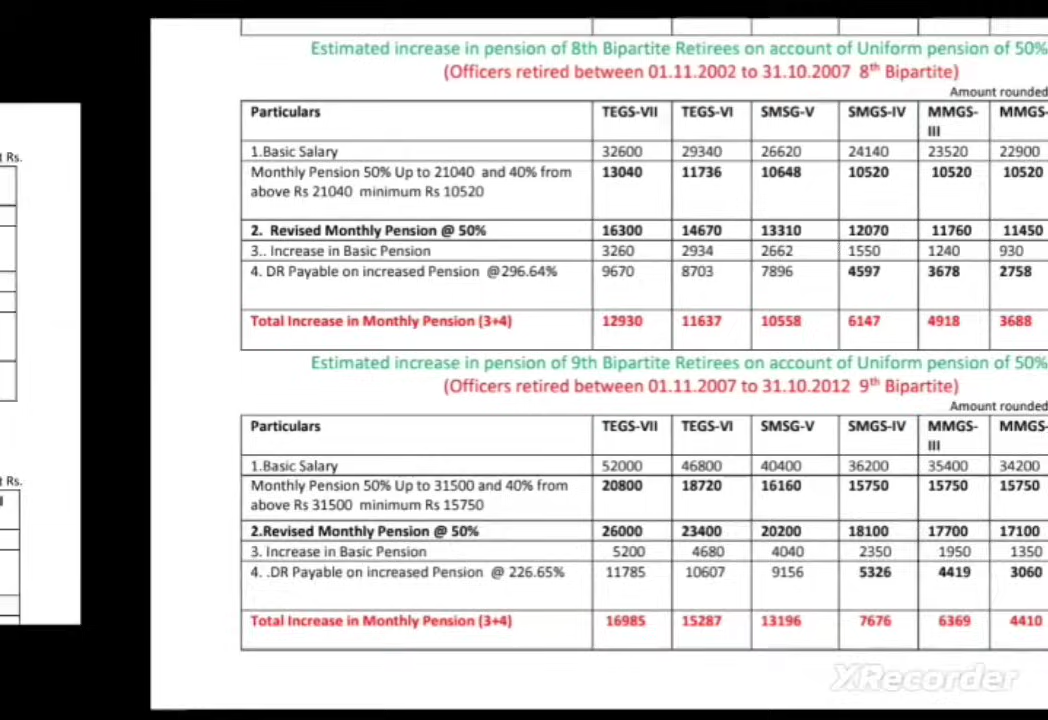 t Rs.
t Rs.
Estimated increase in pension of 8th Bipartite Retirees on account of Uniform pension of 50%
(Officers retired between 01.11.2002 to 31.10.2007 8th Bipartite)
Amount rounded
Particulars TEGS-VII TEGS-VI SMSG-V SMGS-IV MMGS-III MMGS-
1.Basic Salary 32600 29340 26620 24140 23520 22900
Monthly Pension 50% Up to 21040 and 40% from 13040 11736 10648 10520 10520 10520
above Rs 21040 minimum Rs 10520
2. Revised Monthly Pension @ 50% 16300 14670 13310 12070 11760 11450
3.. Increase in Basic Pension 3260 2934 2662 1550 1240 930
4. DR Payable on increased Pension @296.64% 9670 8703 7896 4597 3678 2758
Total Increase in Monthly Pension (3+4) 12930 11637 10558 6147 4918 3688
Estimated increase in pension of 9th Bipartite Retirees on account of Uniform pension of 50%
(Officers retired between 01.11.2007 to 31.10.2012 9th Bipartite)
Amount rounded
Particulars TEGS-VII TEGS-VI SMSG-V SMGS-IV MMGS-III MMGS-
1.Basic Salary 52000 46800 40400 36200 35400 34200
Monthly Pension 50% Up to 31500 and 40% from 20800 18720 16160 15750 15750 15750
above Rs 31500 minimum Rs 15750
2.Revised Monthly Pension @ 50% 26000 23400 20200 18100 17700 17100
3. Increase in Basic Pension 5200 4680 4040 2350 1950 1350
4. .DR Payable on increased Pension @ 226.65% 11785 10607 9156 5326 4419 3060
Total Increase in Monthly Pension (3+4) 16985 15287 13196 7676 6369 4410
XRecorder